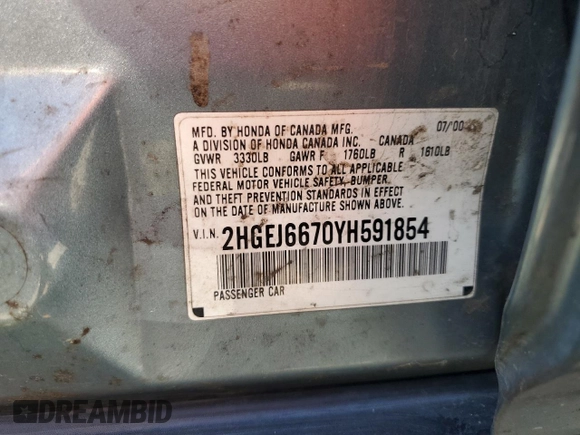 MFD. BY HONDA OF CANADA MFG. 07/00
A DIVISION OF HONDA CANADA INC. CANADA
GVWR 3330LB GAWR F 1760LB R 1610LB
THIS VEHICLE CONFORMS TO ALL APPLICABLE
FEDERAL MOTOR VEHICLE SAFETY, BUMPER,
AND THEFT PREVENTION STANDARDS IN EFFECT
ON THE DATE OF MANUFACTURE SHOWN ABOVE.
V.I.N. 2HGEJ6670YH591854
PASSENGER CAR
DREAMBID